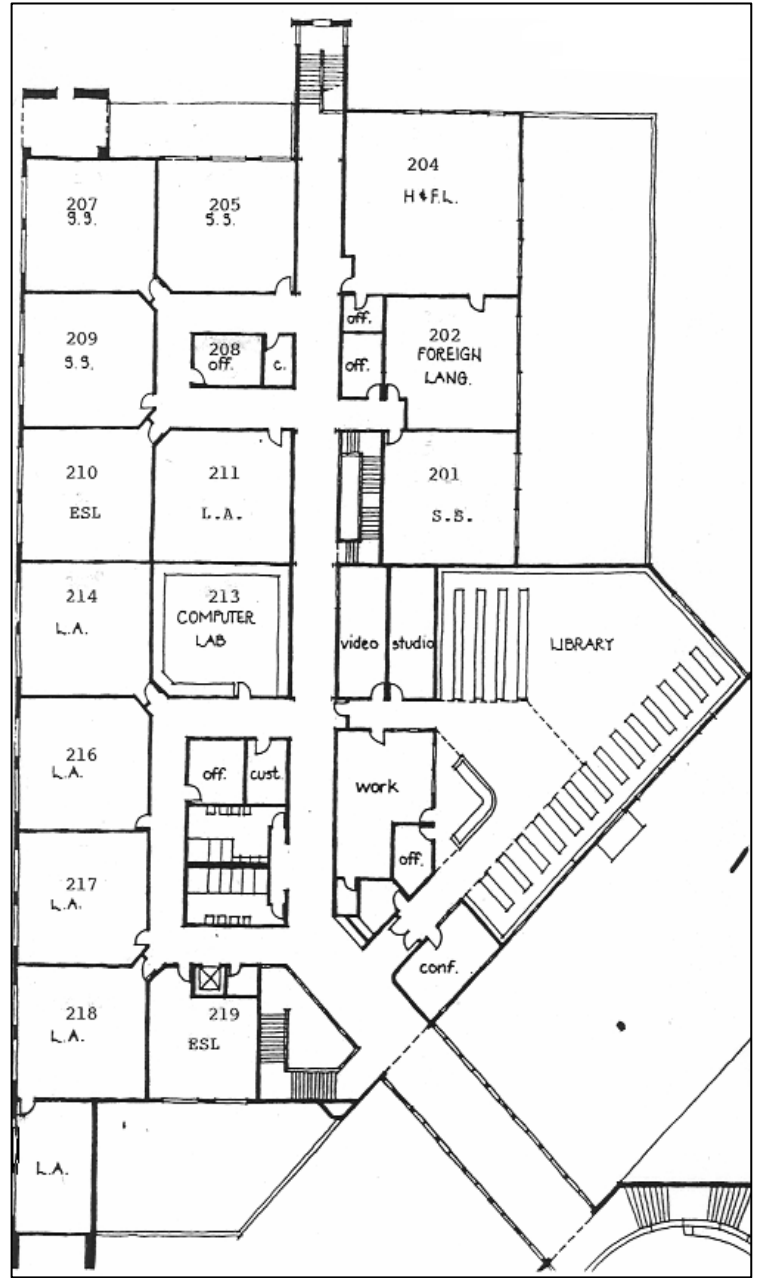 204
H & F.L.
207
S.S.
205
S.S.
off.
209
S.S.
208
off.
c.
off.
202
FOREIGN
LANG.
210
ESL
211
L.A.
201
S.S.
214
L.A.
213
COMPUTER
LAB
video
studio
LIBRARY
216
L.A.
off.
cust.
work
217
L.A.
off.
conf.
218
L.A.
219
ESL
L.A.